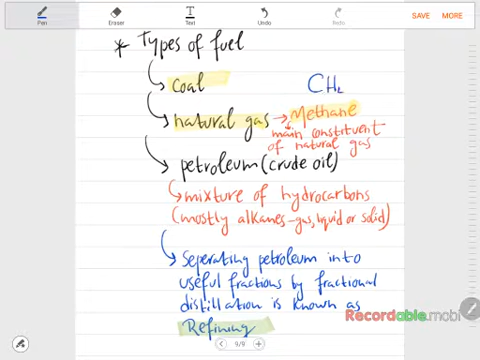 Pen
Eraser
Text
Undo
Redo
SAVE
MORE
* Types of fuel
coal
CH₂
natural gas → Methane
main constituent
of natural gas
petroleum (crude oil)
mixture of hydrocarbons
(mostly alkanes - gas, liquid or solid)
Seperating petroleum into
useful fractions by fractional
distillation is known as
Refining
Recordable.mobi
9/9